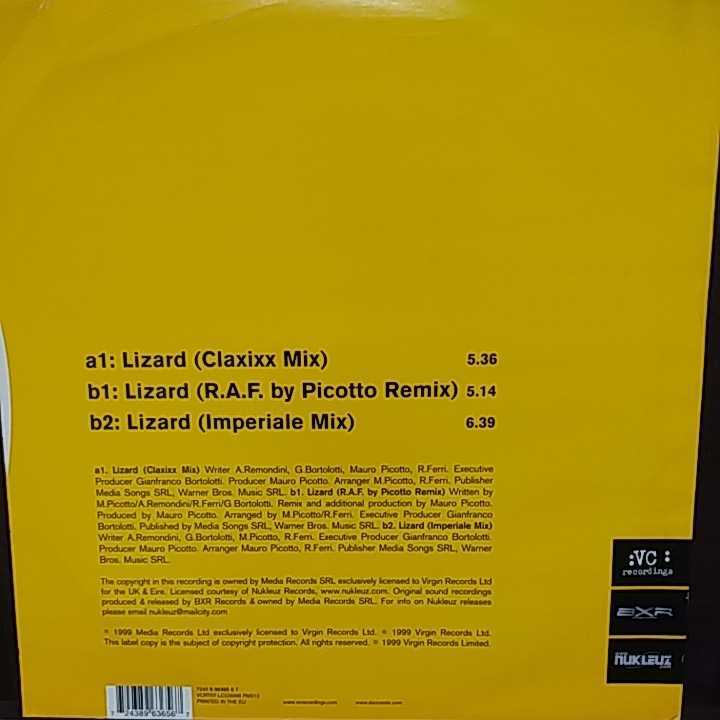 a1: Lizard (Claxixx Mix) 5.36
b1: Lizard (R.A.F. by Picotto Remix) 5.14
b2: Lizard (Imperiale Mix) 6.39
a1. Lizard (Claxixx Mix) Writer A.Remondini, G.Bortolotti, Mauro Picotto, R.Ferri. Executive
Producer Gianfranco Bortolotti. Producer Mauro Picotto. Arranger M.Picotto, R.Ferri. Publisher
Media Songs SRL, Warner Bros. Music SRL. b1. Lizard (R.A.F. by Picotto Remix) Written by
M.Picotto/A.Remondini/R.Ferri/G.Bortolotti. Remix and additional production by Mauro Picotto.
Produced by Mauro Picotto. Arranged by M.Picotto/R.Ferri. Executive Producer Gianfranco
Bortolotti. Published by Media Songs SRL, Warner Bros. Music SRL. b2. Lizard (Imperiale Mix)
Writer A.Remondini, G.Bortolotti, M.Picotto, R.Ferri. Executive Producer Gianfranco Bortolotti.
Producer Mauro Picotto. Arranger Mauro Picotto, R.Ferri. Publisher Media Songs SRL, Warner
Bros. Music SRL.
The copyright in this recording is owned by Media Records SRL exclusively licensed to Virgin Records Ltd
for the UK & Eire. Licensed courtesy of Nukleuz Records, www.nukleuz.com. Original sound recordings
produced & released by BXR Records & owned by Media Records SRL. For info on Nukleuz releases
please email nukleuz@mailcity.com
℗ 1999 Media Records Ltd exclusively licensed to Virgin Records Ltd. © 1999 Virgin Records Ltd.
This label copy is the subject of copyright protection. All rights reserved. © 1999 Virgin Records Limited.
:VC:
recordings
BXR
NUKLEUZ
PRINTED IN THE EU
7 24389 63656 7